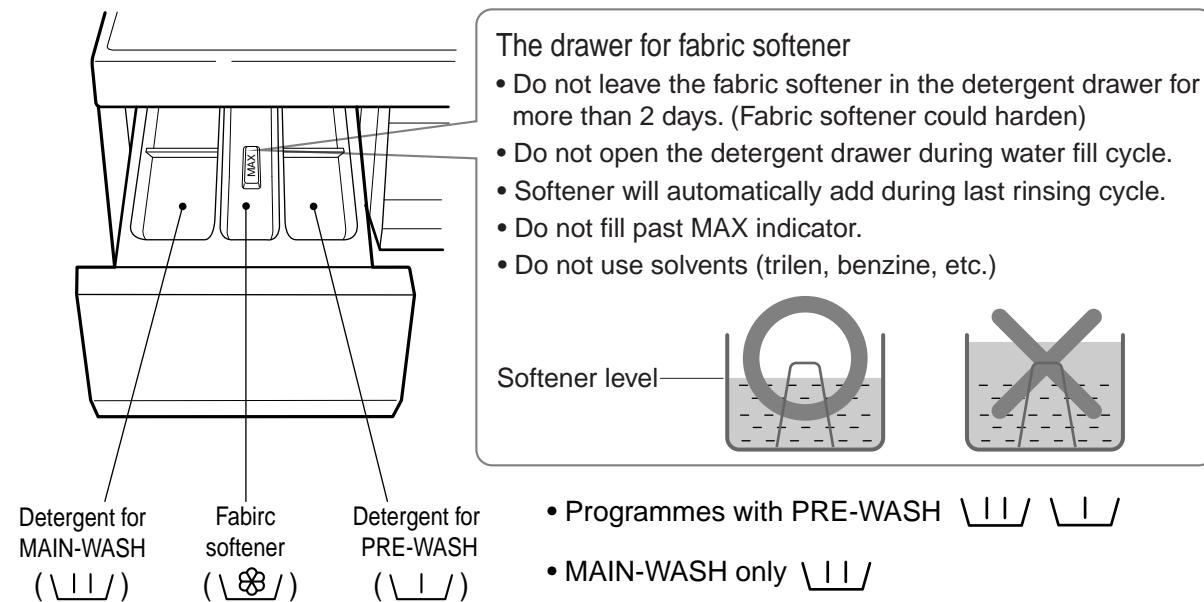 The drawer for fabric softener
• Do not leave the fabric softener in the detergent drawer for
more than 2 days. (Fabric softener could harden)
• Do not open the detergent drawer during water fill cycle.
• Softener will automatically add during last rinsing cycle.
• Do not fill past MAX indicator.
• Do not use solvents (trilen, benzine, etc.)
MAX
Softener level
Detergent for
MAIN-WASH
( \ I I / )
Fabirc
softener
( \ / )
Detergent for
PRE-WASH
( \ I / )
• Programmes with PRE-WASH \ I I / \ I /
• MAIN-WASH only \ I I /